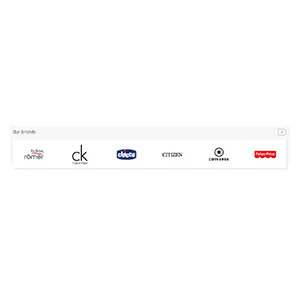 Our brands
römer
ck
Calvin Klein
chicco
CITIZEN
CONVERSE
Fisher-Price